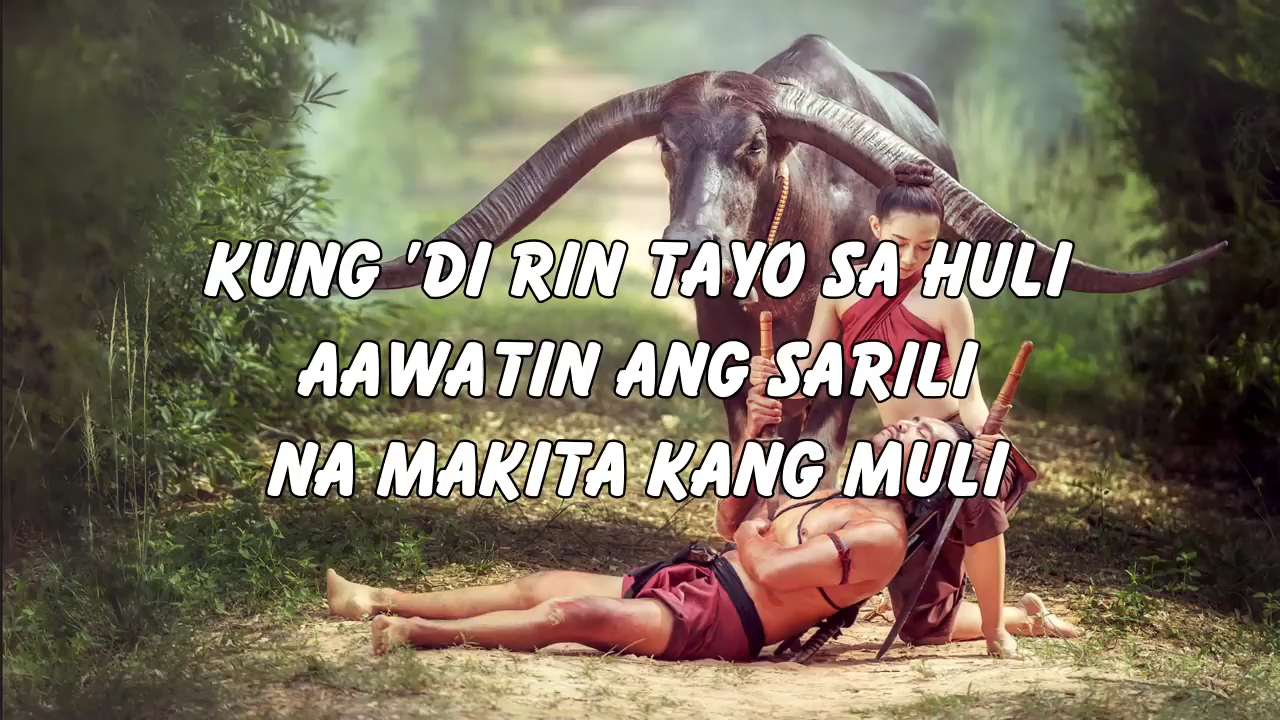 KUNG 'DI RIN TAYO SA HULI
AAWATIN ANG SARILI
NA MAKITA KANG MULI